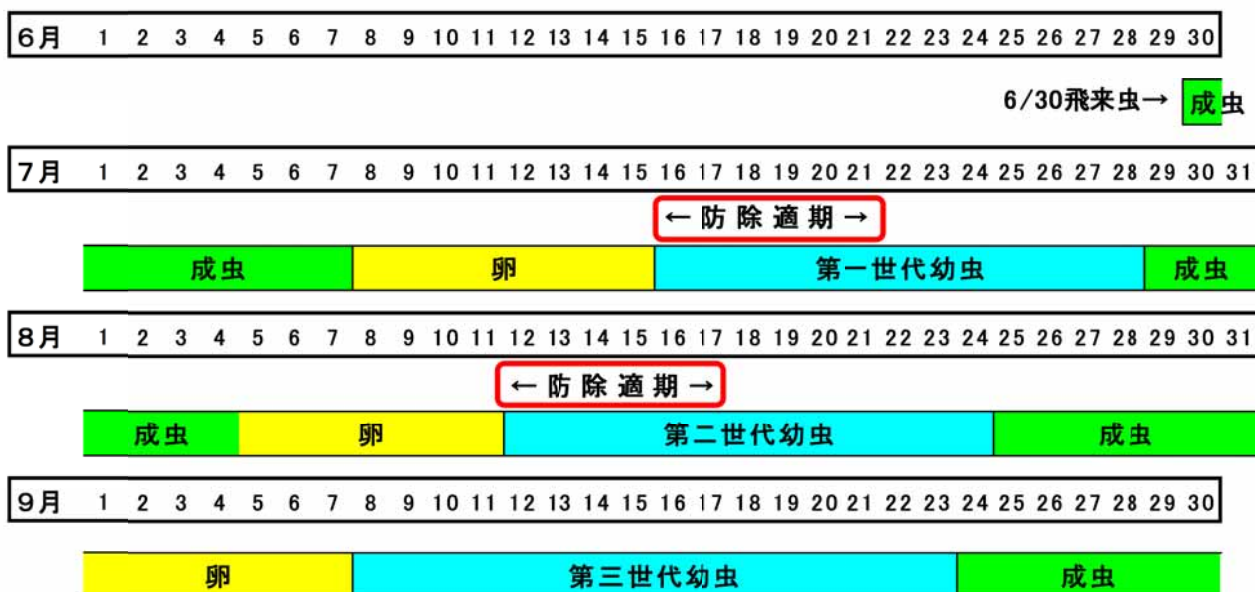 6月 1 2 3 4 5 6 7 8 9 10 11 12 13 14 15 16 17 18 19 20 21 22 23 24 25 26 27 28 29 30
6/30飛来虫→ 成虫
7月 1 2 3 4 5 6 7 8 9 10 11 12 13 14 15 16 17 18 19 20 21 22 23 24 25 26 27 28 29 30 31
←防除適期→
成虫 卵 第一世代幼虫 成虫
8月 1 2 3 4 5 6 7 8 9 10 11 12 13 14 15 16 17 18 19 20 21 22 23 24 25 26 27 28 29 30 31
←防除適期→
成虫 卵 第二世代幼虫 成虫
9月 1 2 3 4 5 6 7 8 9 10 11 12 13 14 15 16 17 18 19 20 21 22 23 24 25 26 27 28 29 30
卵 第三世代幼虫 成虫